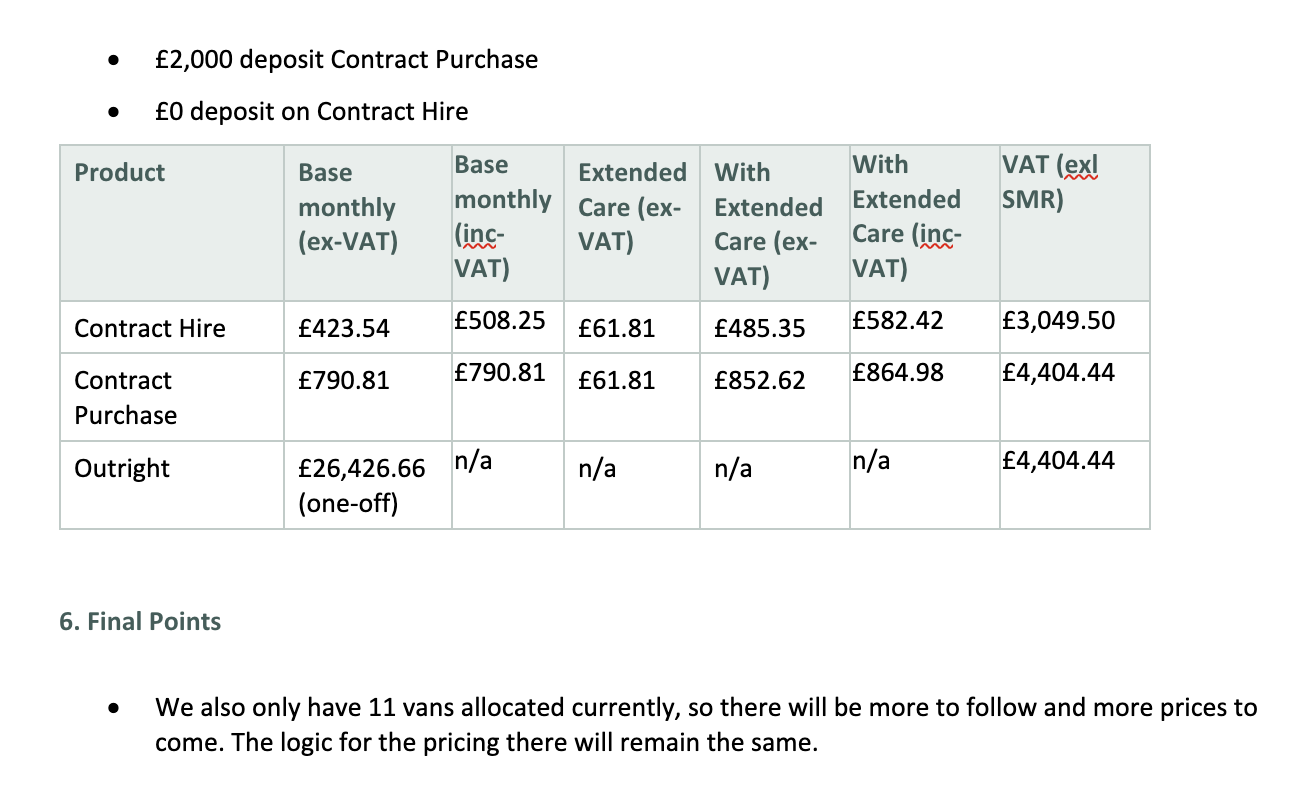 • £2,000 deposit Contract Purchase
• £0 deposit on Contract Hire
Product
Base
monthly
(ex-VAT)
Base
monthly
(inc-
VAT)
Extended
Care (ex-
VAT)
With
Extended
Care (ex-
VAT)
With
Extended
Care (inc-
VAT)
VAT (exl
SMR)
Contract Hire
£423.54
£508.25
£61.81
£485.35
£582.42
£3,049.50
Contract
Purchase
£790.81
£790.81
£61.81
£852.62
£864.98
£4,404.44
Outright
£26,426.66
(one-off)
n/a
n/a
n/a
n/a
£4,404.44
6. Final Points
• We also only have 11 vans allocated currently, so there will be more to follow and more prices to
come. The logic for the pricing there will remain the same.